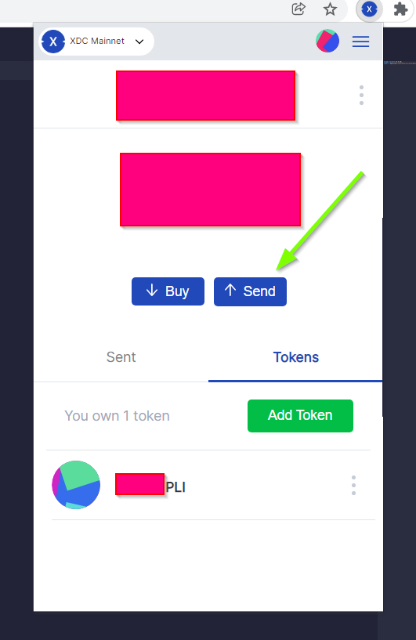 X XDC Mainnet
Buy Send
Sent Tokens
You own 1 token
Add Token
PLI